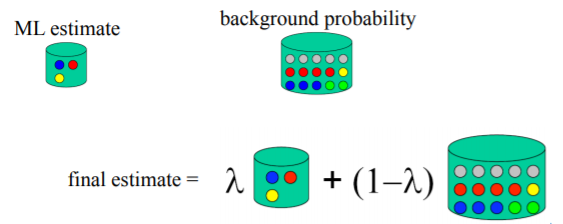 ML estimate
background probability
final estimate = λ + (1–λ)